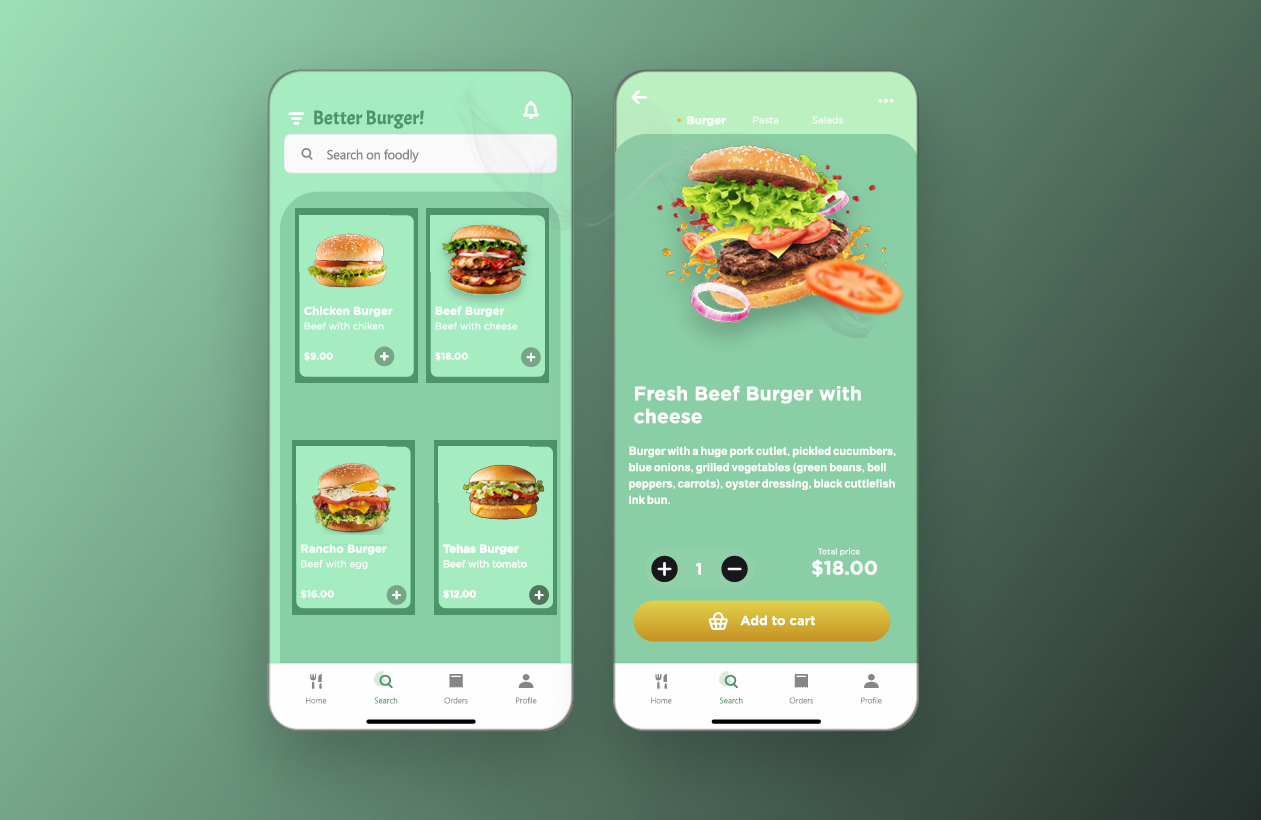 Better Burger!
Search on foodly
Chicken Burger
Beef with chiken
$9.00
Beef Burger
Beef with cheese
$18.00
Rancho Burger
Beef with egg
$16.00
Tehas Burger
Beef with tomato
$12.00
Home
Search
Orders
Profile
Burger
Pasta
Salads
Fresh Beef Burger with
cheese
Burger with a huge pork cutlet, pickled cucumbers,
blue onions, grilled vegetables (green beans, bell
peppers, carrots), oyster dressing, black cuttlefish
ink bun.
1
Total price
$18.00
Add to cart
Home
Search
Orders
Profile